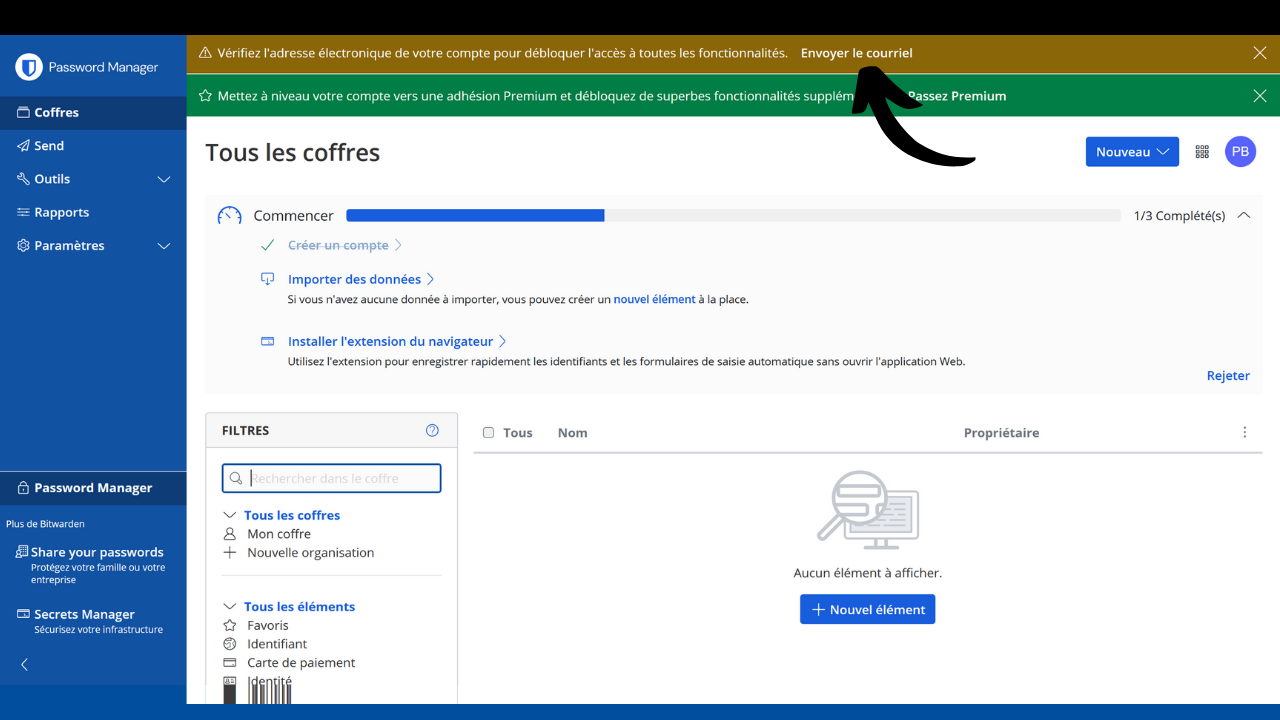 Vérifiez l'adresse électronique de votre compte pour débloquer l'accès à toutes les fonctionnalités. Envoyer le courriel
Mettez à niveau votre compte vers une adhésion Premium et débloquez de superbes fonctionnalités Passez Premium
Password Manager
Coffres
Send
Outils
Rapports
Paramètres
Password Manager
Plus de Bitwarden
Share your passwords
Protégez votre famille ou votre
entreprise
Secrets Manager
Sécurisez votre infrastructure
Tous les coffres
Nouveau
PB
Commencer
1/3 Complété(s)
Créer un compte
Importer des données
Si vous n'avez aucune donnée à importer, vous pouvez créer un nouvel élément à la place.
Installer l'extension du navigateur
Utilisez l'extension pour enregistrer rapidement les identifiants et les formulaires de saisie automatique sans ouvrir l'application Web.
Rejeter
FILTRES
Rechercher dans le coffre
Tous les coffres
Mon coffre
Nouvelle organisation
Tous les éléments
Favoris
Identifiant
Carte de paiement
Identité
Tous Nom Propriétaire
Aucun élément à afficher.
Nouvel élément